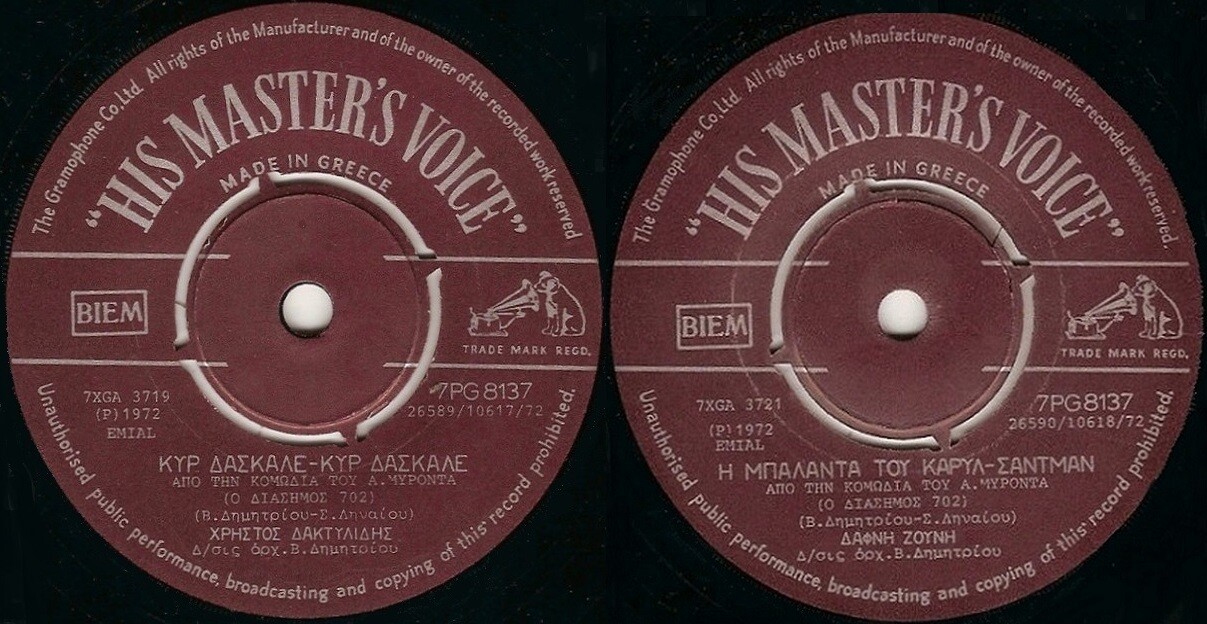 The Gramophone Co. Ltd. All rights of the Manufacturer and of the owner of the recorded work reserved
"HIS MASTER'S VOICE"
MADE IN GREECE
BIEM
TRADE MARK REGD.
7XGA 3719
(P)1972
EMIAL
7PG 8137
26589/10617/72
ΚΥΡ ΔΑΣΚΑΛΕ-ΚΥΡ ΔΑΣΚΑΛΕ
ΑΠΟ ΤΗΝ ΚΟΜΩΔΙΑ ΤΟΥ Α.ΜΥΡΟΝΤΑ
(Ο ΔΙΑΣΗΜΟΣ 702)
(Β.Δημητρίου-Σ.Ληναίου)
ΧΡΗΣΤΟΣ ΔΑΚΤΥΛΙΔΗΣ
Δ/σις όρχ.Β.Δημητρίου
Unauthorised public performance, broadcasting and copying of this record prohibited.
The Gramophone Co. Ltd. All rights of the Manufacturer and of the owner of the recorded work reserved.
"HIS MASTER'S VOICE"
MADE IN GREECE
BIEM
TRADE MARK REGD.
7XGA 3721
(P)1972
EMIAL
7PG 8137
26590/10618/72
Η ΜΠΑΛΑΝΤΑ ΤΟΥ ΚΑΡΥΛ-ΣΑΝΤΜΑΝ
ΑΠΟ ΤΗΝ ΚΟΜΩΔΙΑ ΤΟΥ Α.ΜΥΡΟΝΤΑ
(Ο ΔΙΑΣΗΜΟΣ 702)
(Β.Δημητρίου-Σ.Ληναίου)
ΔΑΦΝΗ ΖΟΥΝΗ
Δ/σις όρχ.Β.Δημητρίου
Unauthorised public performance, broadcasting and copying of this record prohibited.